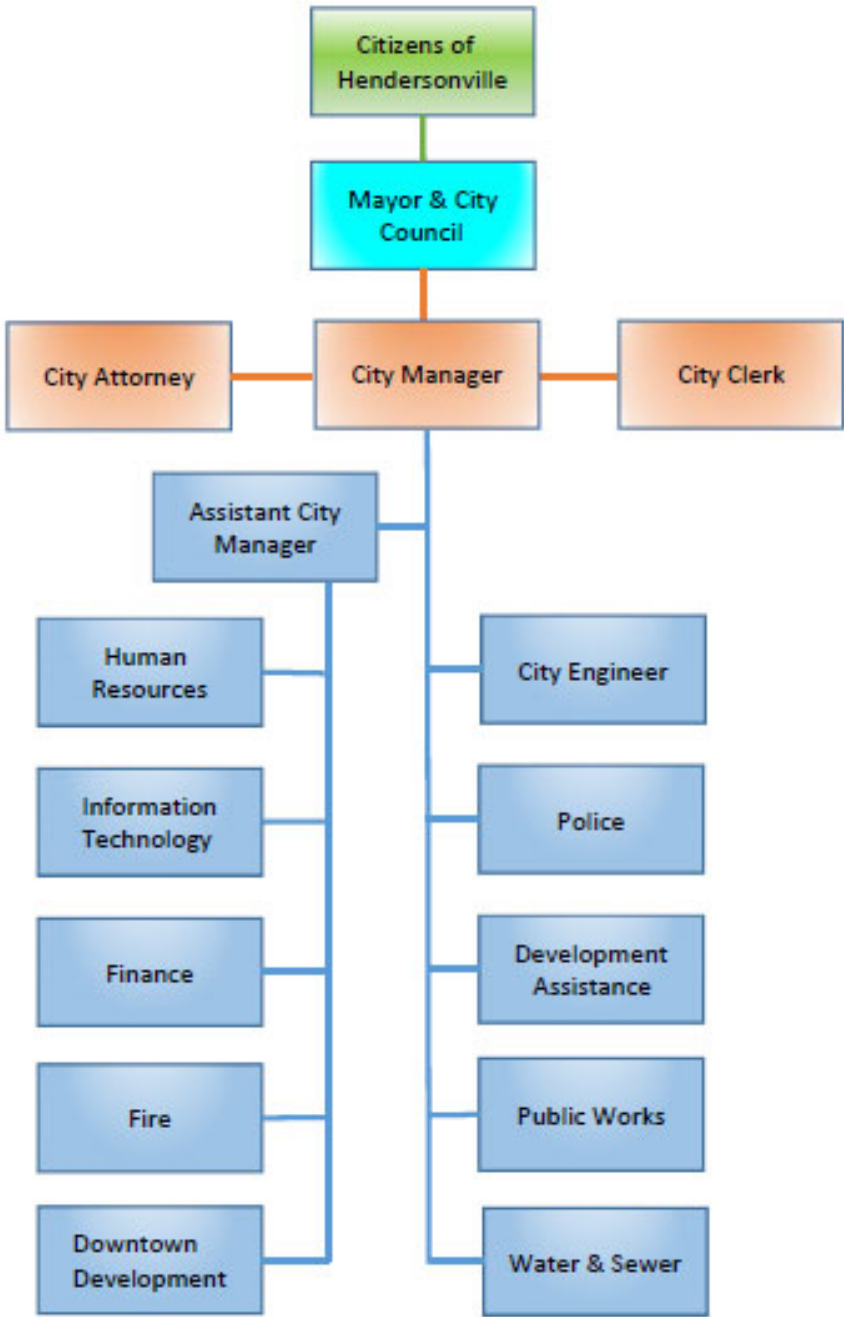 Citizens of
Hendersonville
Mayor & City
Council
City Attorney
City Manager
City Clerk
Assistant City
Manager
Human
Resources
City Engineer
Information
Technology
Police
Finance
Development
Assistance
Fire
Public Works
Downtown
Development
Water & Sewer